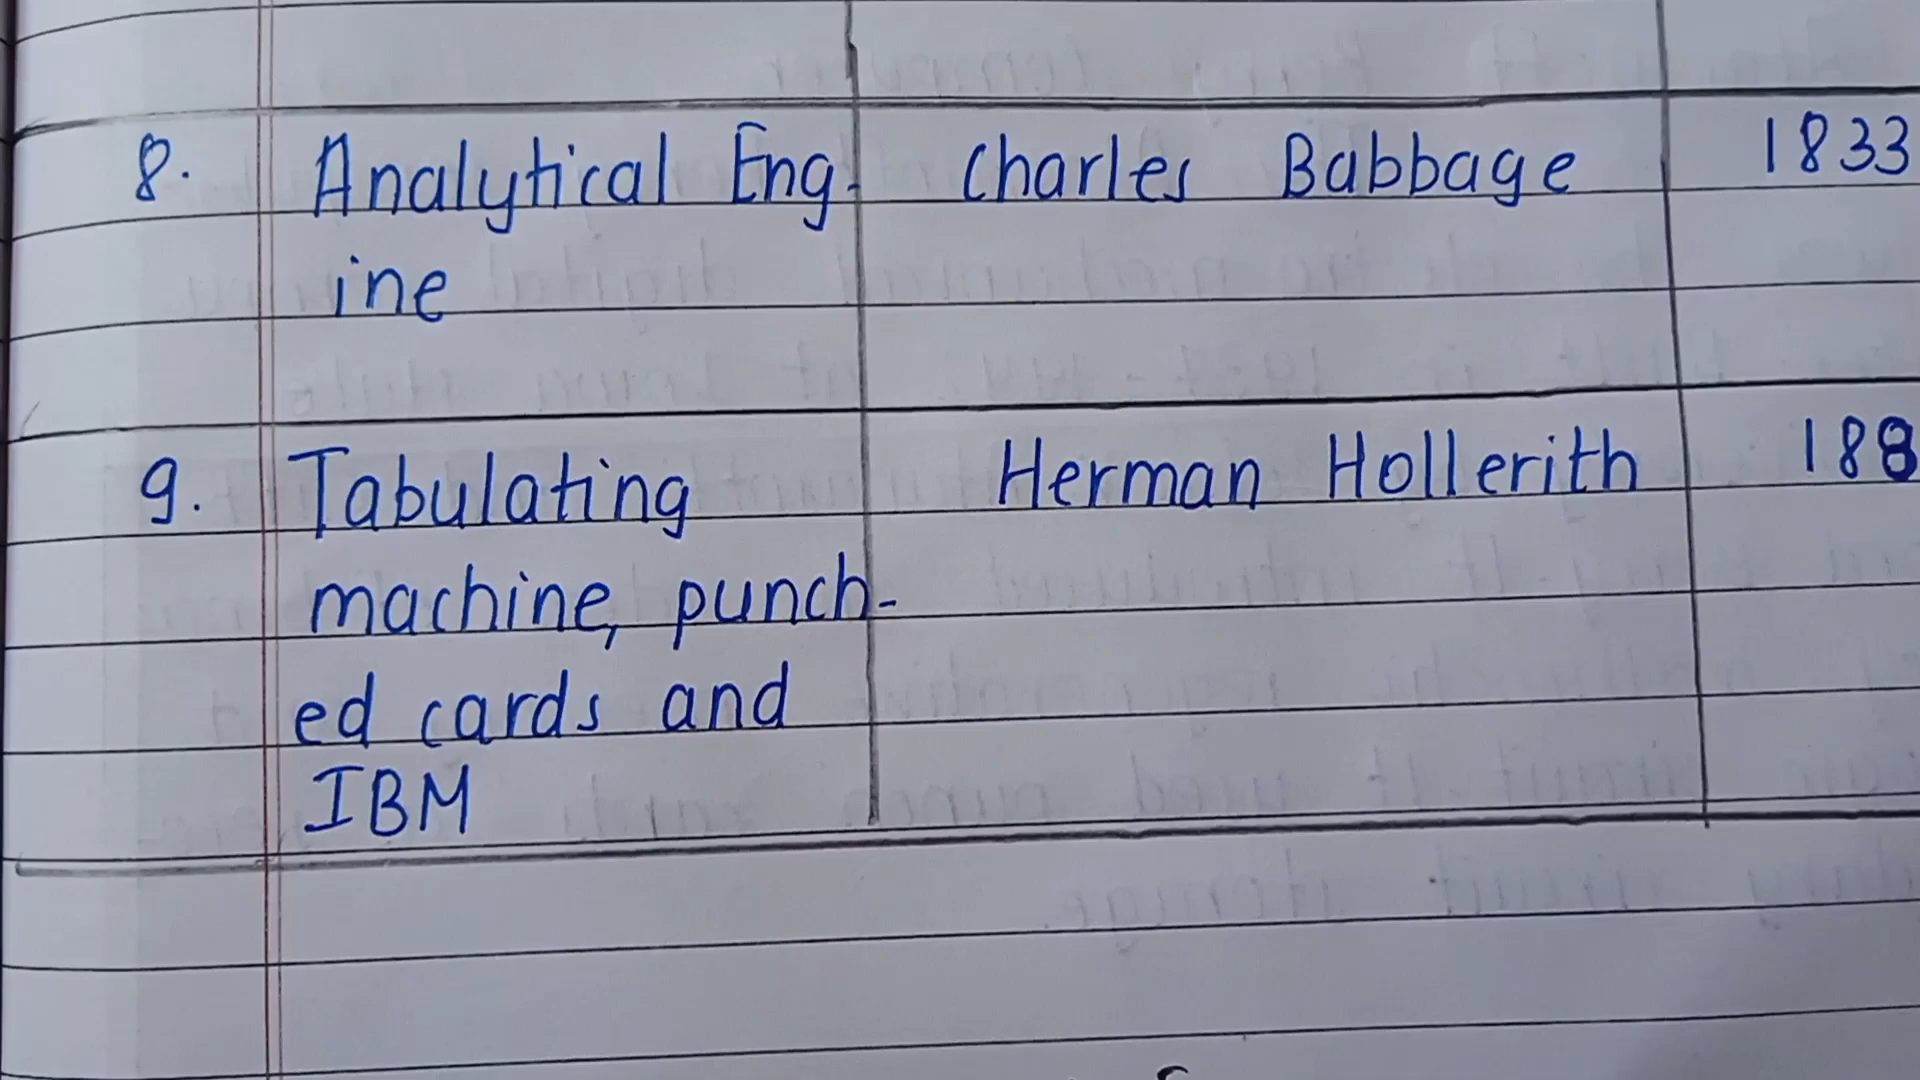 8. Analytical Eng- Charles Babbage 1833
ine
9. Tabulating Herman Hollerith 188
machine, punch-
ed cards and
IBM